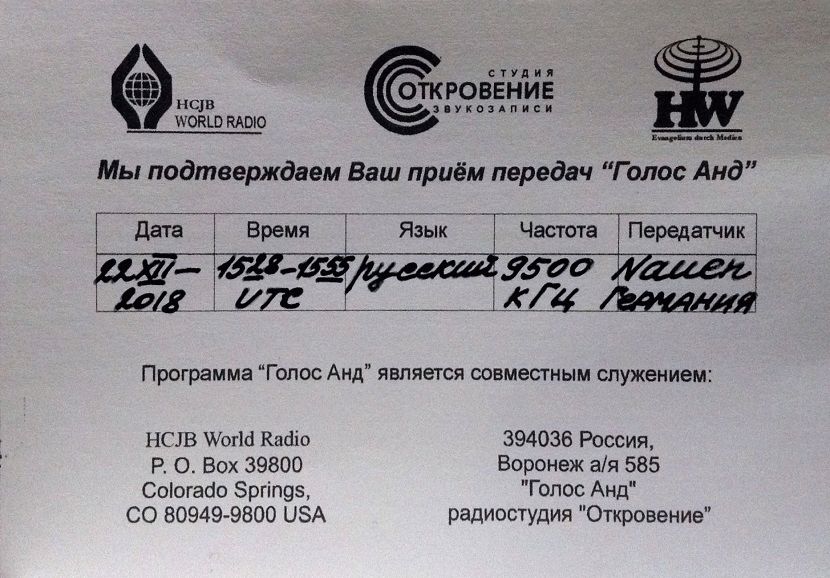 HCJB
WORLD RADIO
СТУДИЯ
ОТКРОВЕНИЕ
ЗВУКОЗАПИСИ
HW
Evangelium durch Medien
Мы подтверждаем Ваш приём передач “Голос Анд”
Дата Время Язык Частота Передатчик
22 XII – 1528–1555 русский 9500 Nauen
2018 UTC кГц Германия
Программа “Голос Анд” является совместным служением:
HCJB World Radio
P. O. Box 39800
Colorado Springs,
CO 80949-9800 USA
394036 Россия,
Воронеж а/я 585
"Голос Анд"
радиостудия "Откровение”